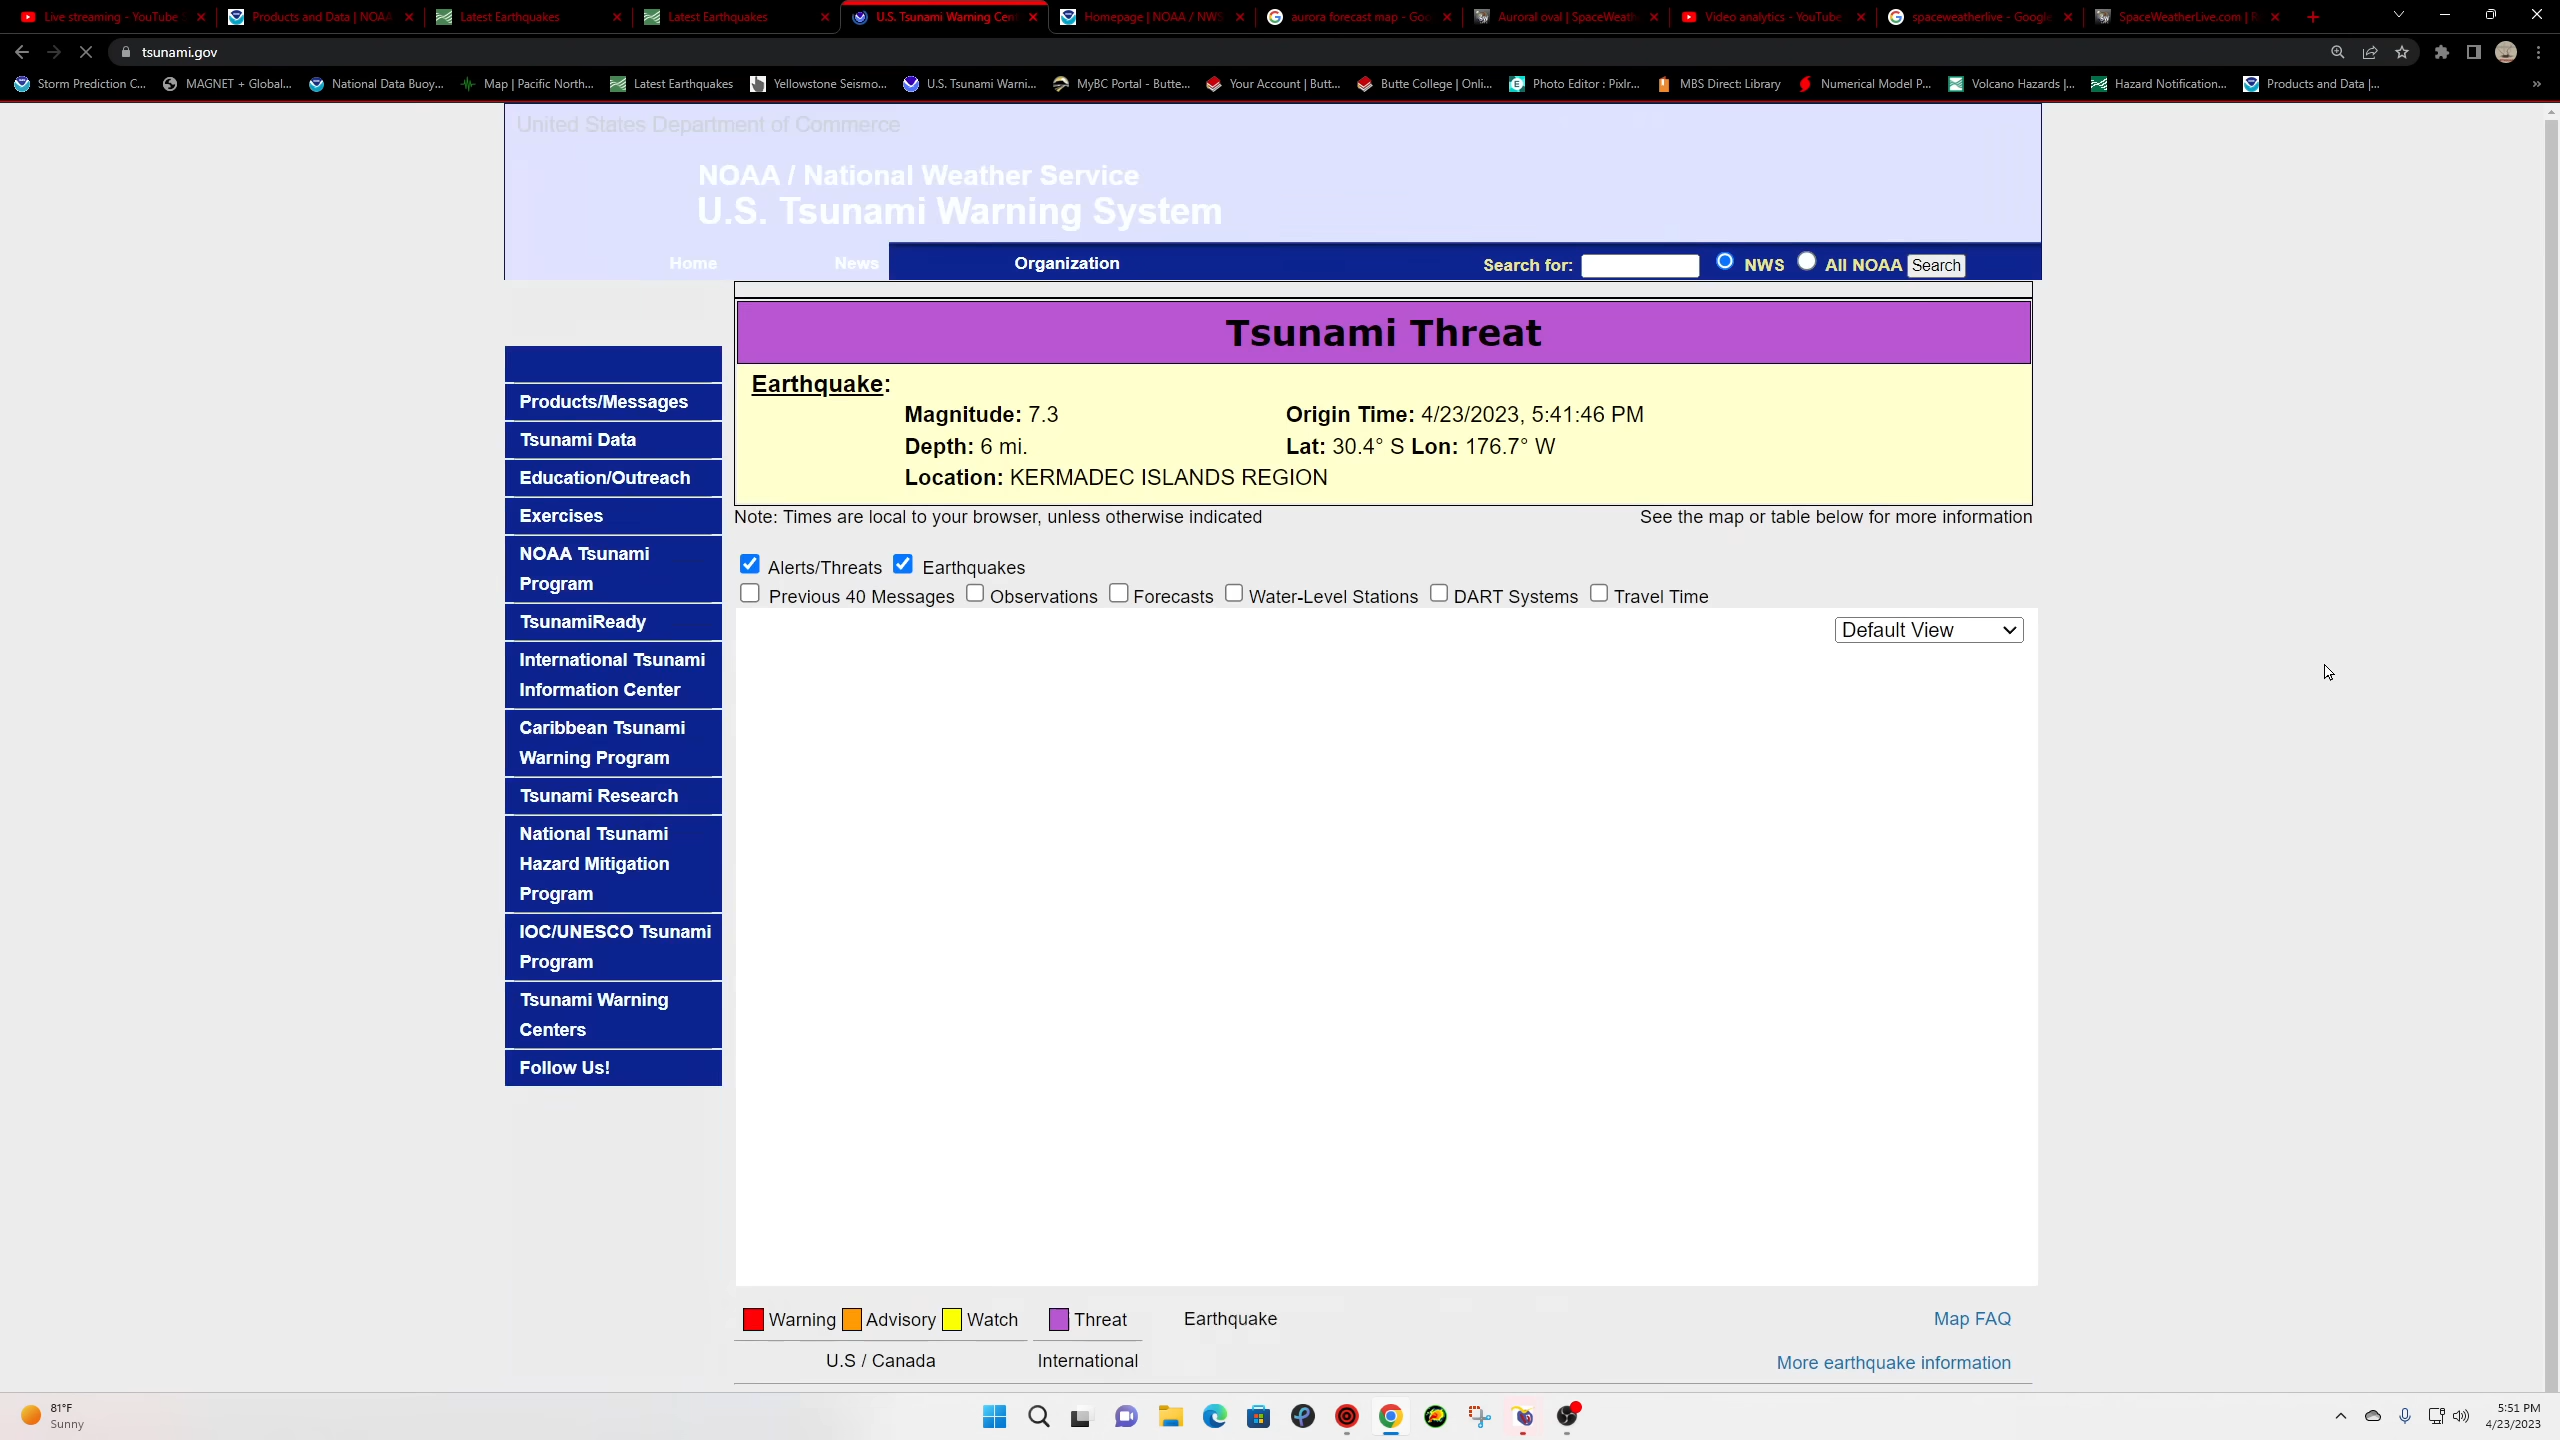 Live streaming - YouTube
Products and Data | NOAA
Latest Earthquakes
Latest Earthquakes
U.S. Tsunami Warning Cen
Homepage | NOAA / NWS
aurora forecast map - Goo
Auroral oval | SpaceWeath
Video analytics - YouTube
spaceweatherlive - Google
SpaceWeatherLive.com |
tsunami.gov
Storm Prediction C...
MAGNET + Global...
National Data Buoy...
Map | Pacific North...
Latest Earthquakes
Yellowstone Seismo...
U.S. Tsunami Warni...
MyBC Portal - Butte...
Your Account | Butt...
Butte College | Onli...
Photo Editor : Pixlr...
MBS Direct: Library
Numerical Model P...
Volcano Hazards |...
Hazard Notification...
Products and Data |...
»
United States Department of Commerce
NOAA / National Weather Service
U.S. Tsunami Warning System
Home
News
Organization
Search for:
NWS
All NOAA
Search
Tsunami Threat
Earthquake:
Magnitude: 7.3
Origin Time: 4/23/2023, 5:41:46 PM
Depth: 6 mi.
Lat: 30.4° S Lon: 176.7° W
Location: KERMADEC ISLANDS REGION
Note: Times are local to your browser, unless otherwise indicated
See the map or table below for more information
Products/Messages
Tsunami Data
Education/Outreach
Exercises
NOAA Tsunami
Program
TsunamiReady
International Tsunami
Information Center
Caribbean Tsunami
Warning Program
Tsunami Research
National Tsunami
Hazard Mitigation
Program
IOC/UNESCO Tsunami
Program
Tsunami Warning
Centers
Follow Us!
Alerts/Threats
Earthquakes
Previous 40 Messages
Observations
Forecasts
Water-Level Stations
DART Systems
Travel Time
Default View
Warning
Advisory
Watch
Threat
Earthquake
Map FAQ
U.S / Canada
International
More earthquake information
81°F
Sunny
5:51 PM
4/23/2023